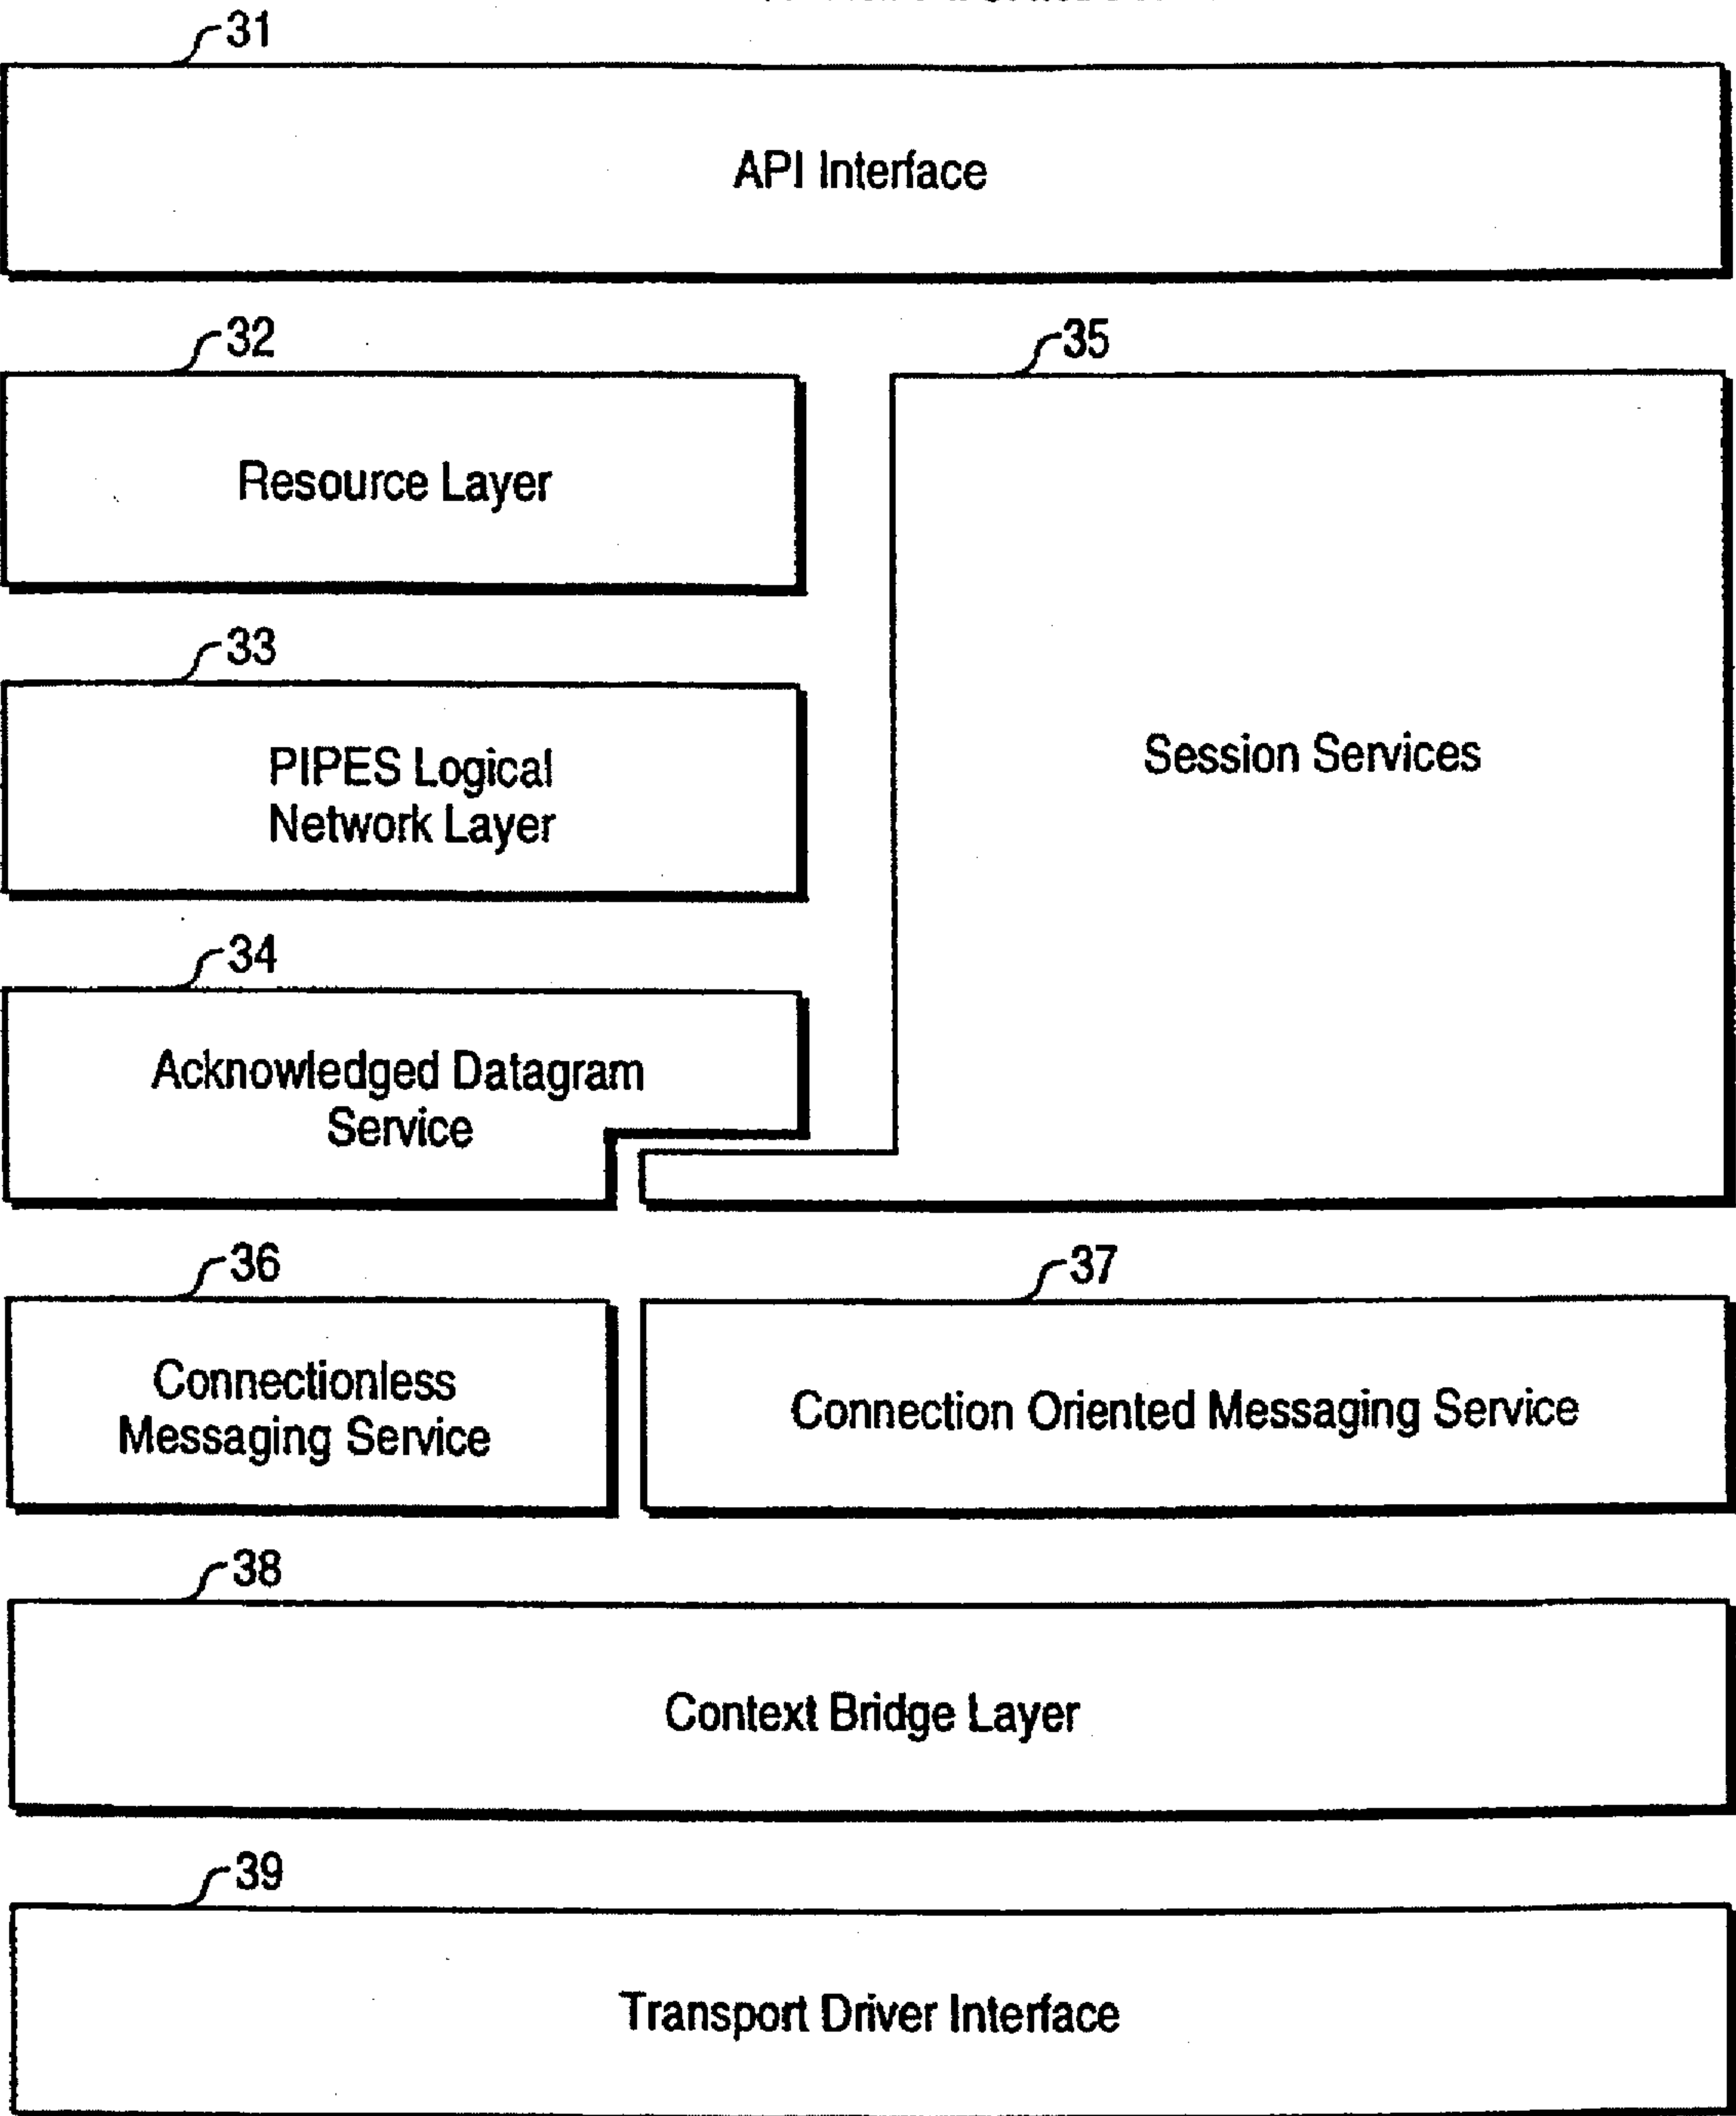 31
API Interface
32
35
Resource Layer
33
PIPES Logical
Network Layer
Session Services
34
Acknowledged Datagram
Service
36
37
Connectionless
Messaging Service
Connection Oriented Messaging Service
38
Context Bridge Layer
39
Transport Driver Interface